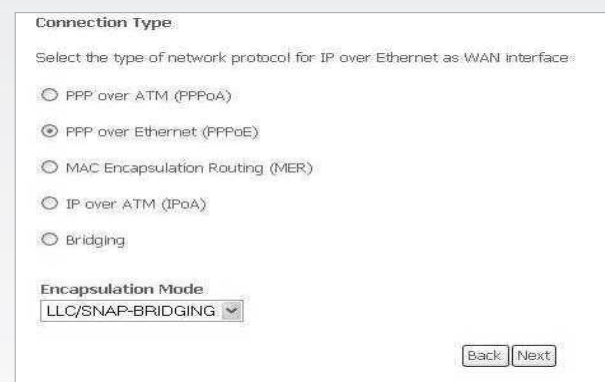 Connection Type
Select the type of network protocol for IP over Ethernet as WAN interface
PPP over ATM (PPPoA)
PPP over Ethernet (PPPoE)
MAC Encapsulation Routing (MER)
IP over ATM (IPoA)
Bridging
Encapsulation Mode
LLC/SNAP-BRIDGING
Back Next